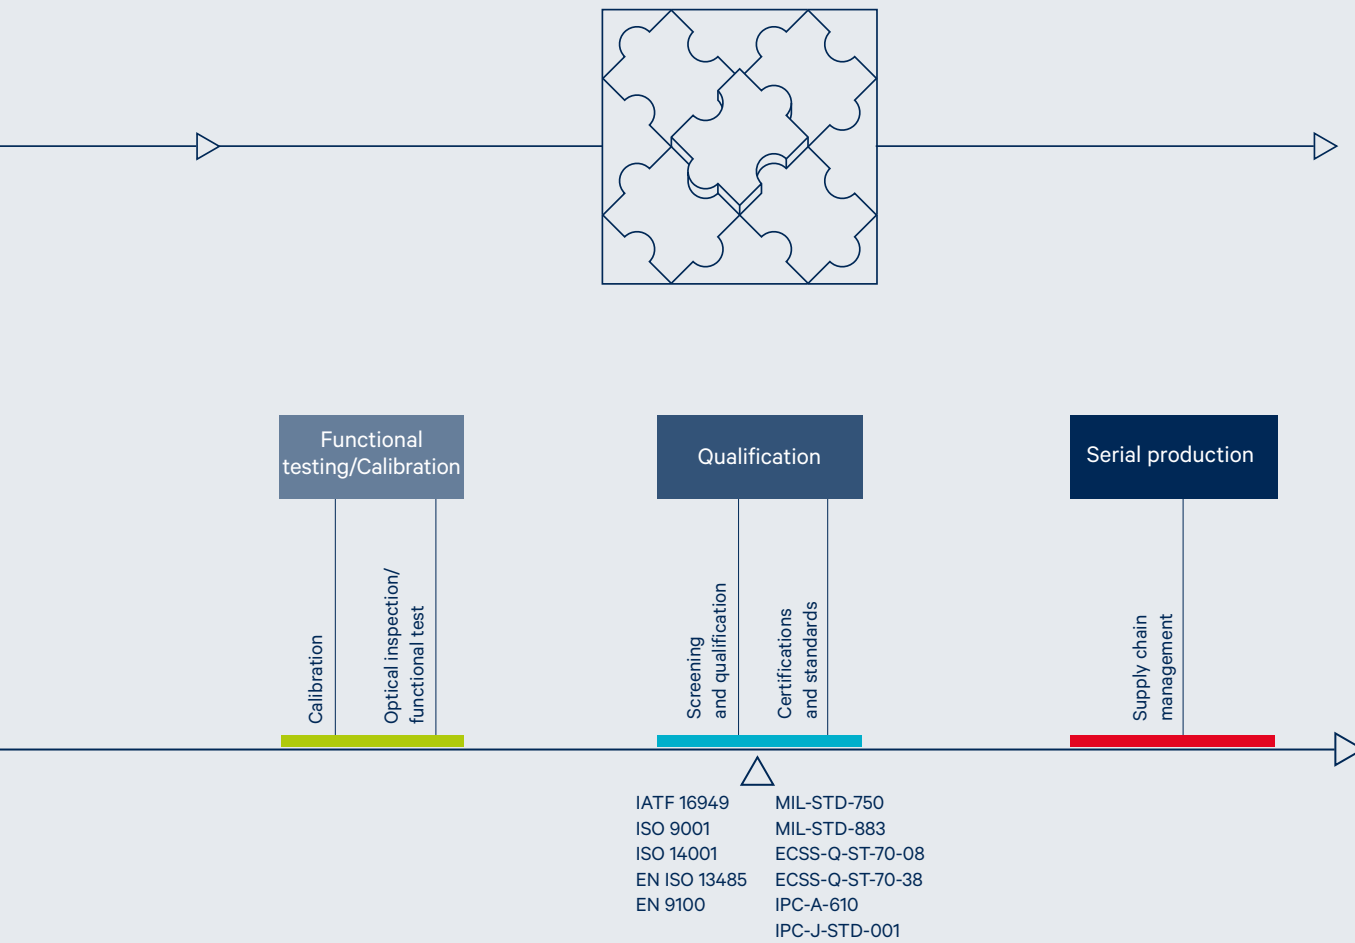 Functional
testing/Calibration
Qualification
Serial production
Calibration
Optical inspection/
functional test
Screening
and qualification
Certifications
and standards
Supply chain
management
IATF 16949
ISO 9001
ISO 14001
EN ISO 13485
EN 9100
MIL-STD-750
MIL-STD-883
ECSS-Q-ST-70-08
ECSS-Q-ST-70-38
IPC-A-610
IPC-J-STD-001